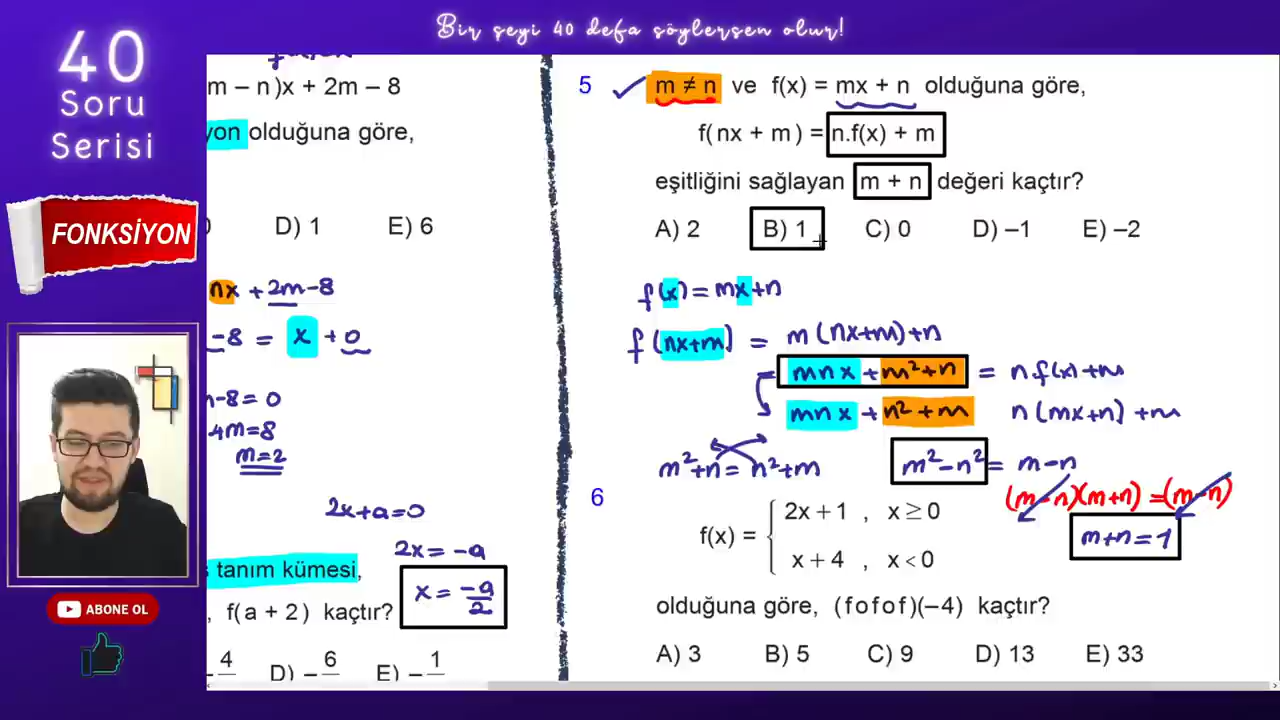 Bir şeyi 40 defa söylersen olur!
40
Soru
Serisi
FONKSİYON
ABONE OL
m – n )x + 2m – 8
yon olduğuna göre,
D) 1 E) 6
nx + 2m – 8
–8 = x + 0
–8 = 0
4m = 8
m = 2
2x + a = 0
2x = –a
x = –a/2
tanım kümesi,
, f(a + 2) kaçtır?
4 D) – 6 E) – 1
5 ✓ m ≠ n ve f(x) = mx + n olduğuna göre,
f( nx + m ) = n.f(x) + m
eşitliğini sağlayan m + n değeri kaçtır?
A) 2 B) 1 C) 0 D) –1 E) –2
f(x) = mx + n
f(nx+m) = m(nx+m)+n
= mnx + m²+n = nf(x)+m
mnx + n²+m n(mx+n)+m
m²+n = n²+m m²–n² = m–n
(m–n)(m+n) = (m–n)
m+n = 1
6
f(x) = { 2x + 1 , x ≥ 0
x + 4 , x < 0
olduğuna göre, (fofof)(–4) kaçtır?
A) 3 B) 5 C) 9 D) 13 E) 33